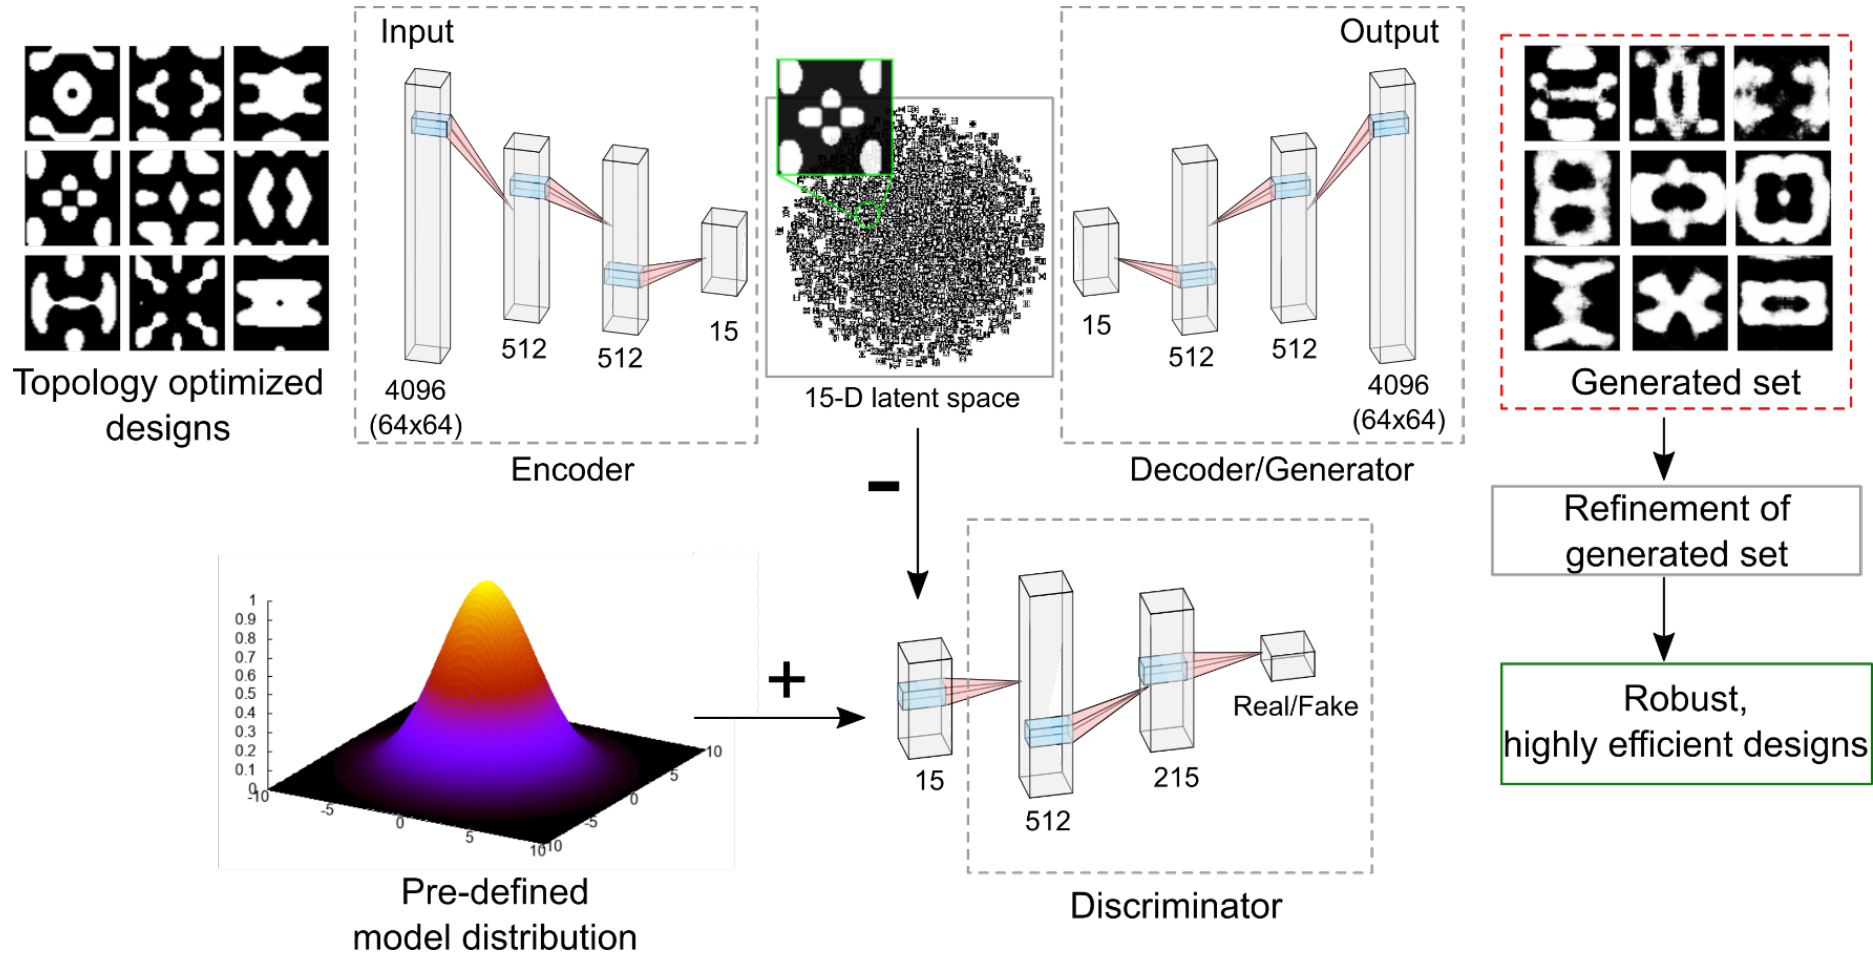 Input
Output
Topology optimized
designs
4096
(64x64)
512
512
15
Encoder
15-D latent space
15
512
512
4096
(64x64)
Decoder/Generator
Generated set
Refinement of
generated set
Robust,
highly efficient designs
−
+
1
0.9
0.8
0.7
0.6
0.5
0.4
0.3
0.2
0.1
0
-10
-5
0
5
10
-10
-5
0
5
10
Pre-defined
model distribution
15
512
215
Real/Fake
Discriminator